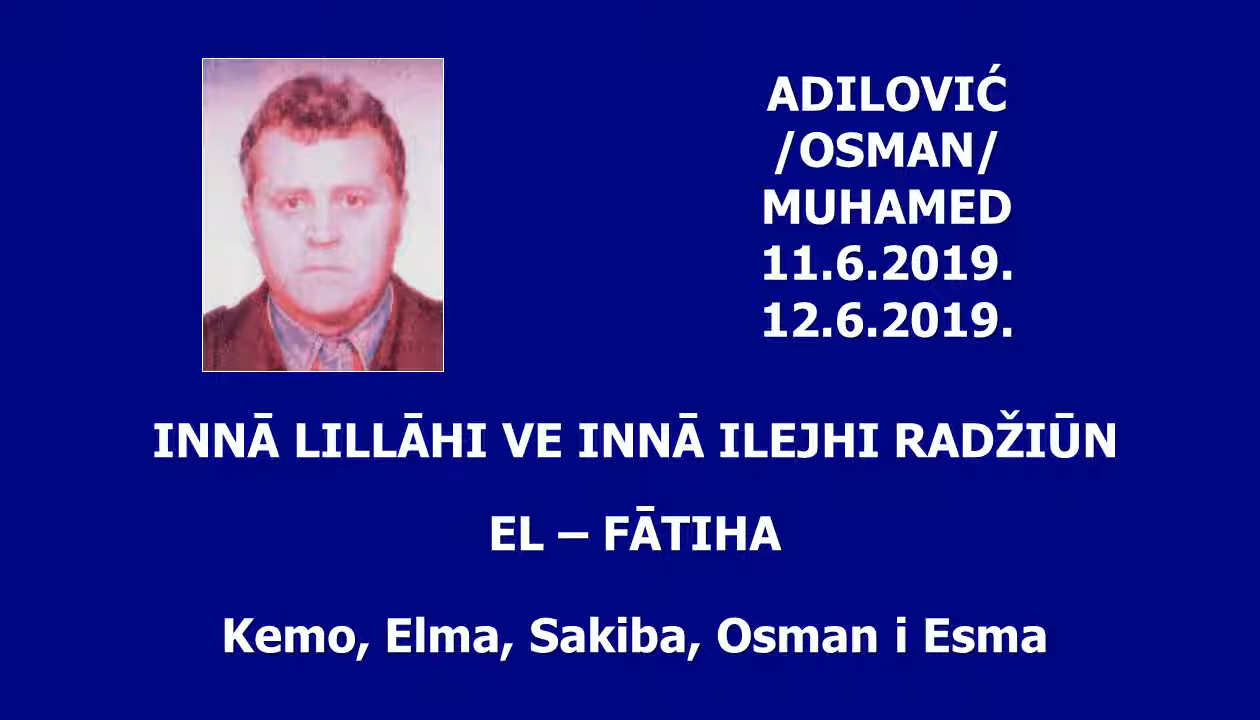 ADILOVIĆ
/OSMAN/
MUHAMED
11.6.2019.
12.6.2019.
INNĀ LILLĀHI VE INNĀ ILEJHI RADŽIŪN
EL – FĀTIHA
Kemo, Elma, Sakiba, Osman i Esma